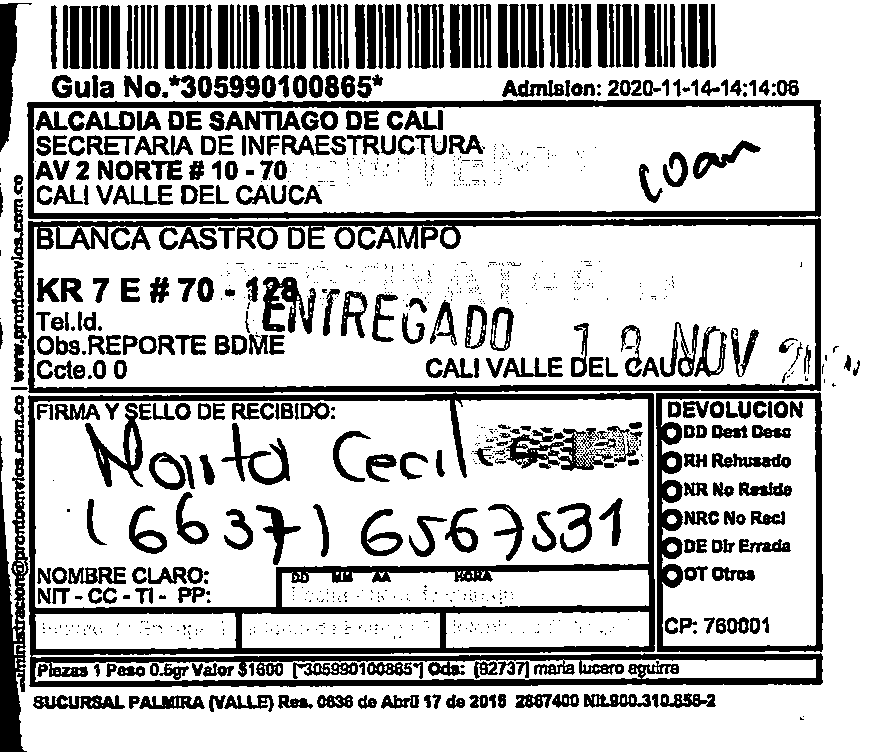 Guia No.*305990100865*
Admision: 2020-11-14-14:14:06
ALCALDIA DE SANTIAGO DE CALI
SECRETARIA DE INFRAESTRUCTURA
AV 2 NORTE # 10 - 70
CALI VALLE DEL CAUCA
BLANCA CASTRO DE OCAMPO
KR 7 E # 70 - 128
ENTREGADO
Tel.Id.
Obs.REPORTE BDME
Ccte.0 0
CALI VALLE DEL CAUCA
NOV
www.prontoenvios.com.co
FIRMA Y SELLO DE RECIBIDO:
Cecil
(6637) 6567531
NOMBRE CLARO:
NIT - CC - TI - PP:
DD MM AA HORA
DEVOLUCION
DD Dest Desc
RH Rehusado
NR No Reside
NRC No Recl
DE Dir Errada
OT Otros
CP: 760001
ministracion@prontoenvios.com.co
Piezas 1 Peso 0.5gr Valor $1600 [*305990100865*] Ods: [82737] maria lucero aguirre
SUCURSAL PALMIRA (VALLE) Res. 0636 de Abril 17 de 2015 2867400 Nit.900.310.856-2